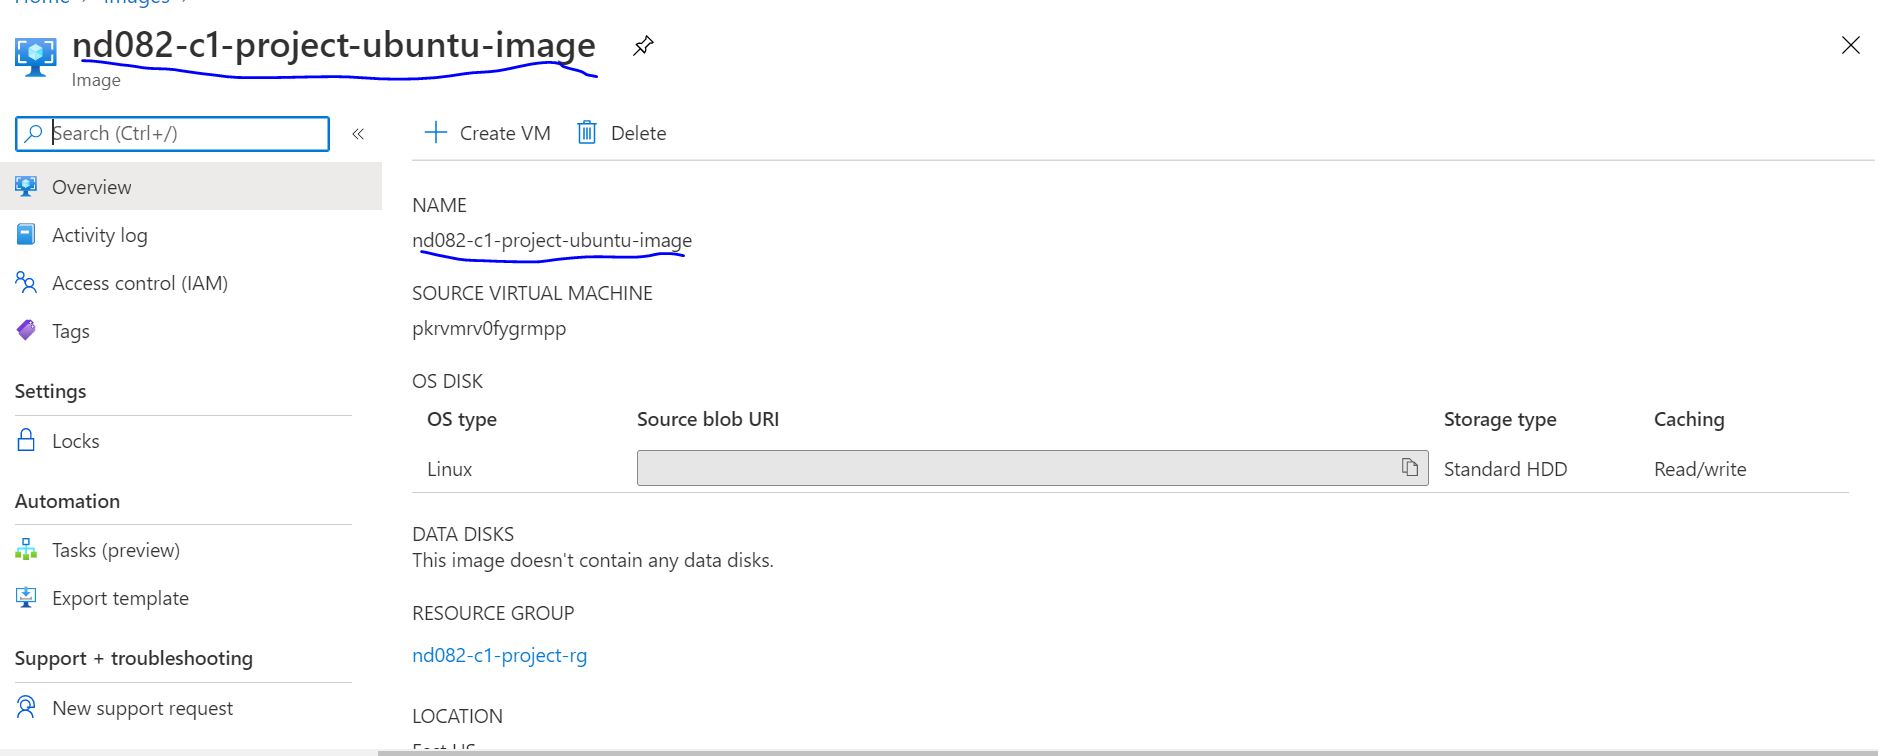 Home > Images >
nd082-c1-project-ubuntu-image
Image
Search (Ctrl+/)
«
Overview
Activity log
Access control (IAM)
Tags
Settings
Locks
Automation
Tasks (preview)
Export template
Support + troubleshooting
New support request
Create VM
Delete
NAME
nd082-c1-project-ubuntu-image
SOURCE VIRTUAL MACHINE
pkrvmrv0fygrmpp
OS DISK
OS type Source blob URI Storage type Caching
Linux Standard HDD Read/write
DATA DISKS
This image doesn't contain any data disks.
RESOURCE GROUP
nd082-c1-project-rg
LOCATION
East US